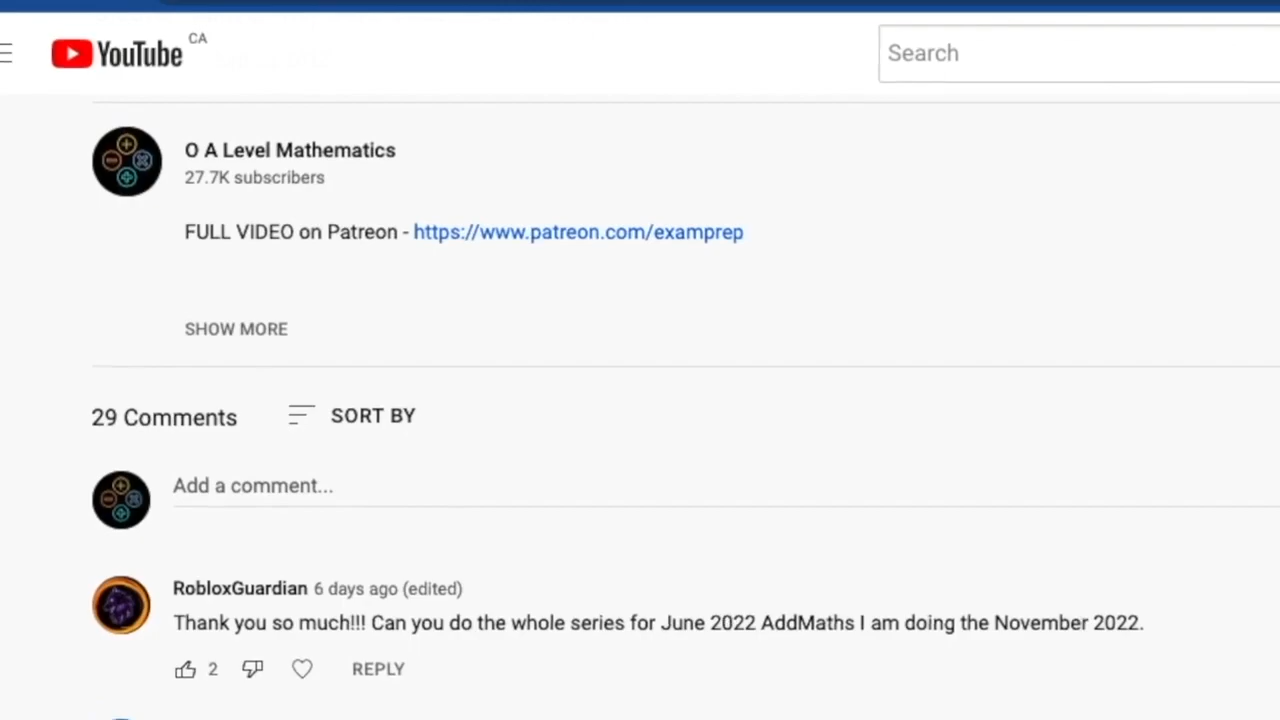 YouTube CA
Search
O A Level Mathematics
27.7K subscribers
FULL VIDEO on Patreon - https://www.patreon.com/examprep
SHOW MORE
29 Comments SORT BY
Add a comment...
RobloxGuardian 6 days ago (edited)
Thank you so much!!! Can you do the whole series for June 2022 AddMaths I am doing the November 2022.
2 REPLY